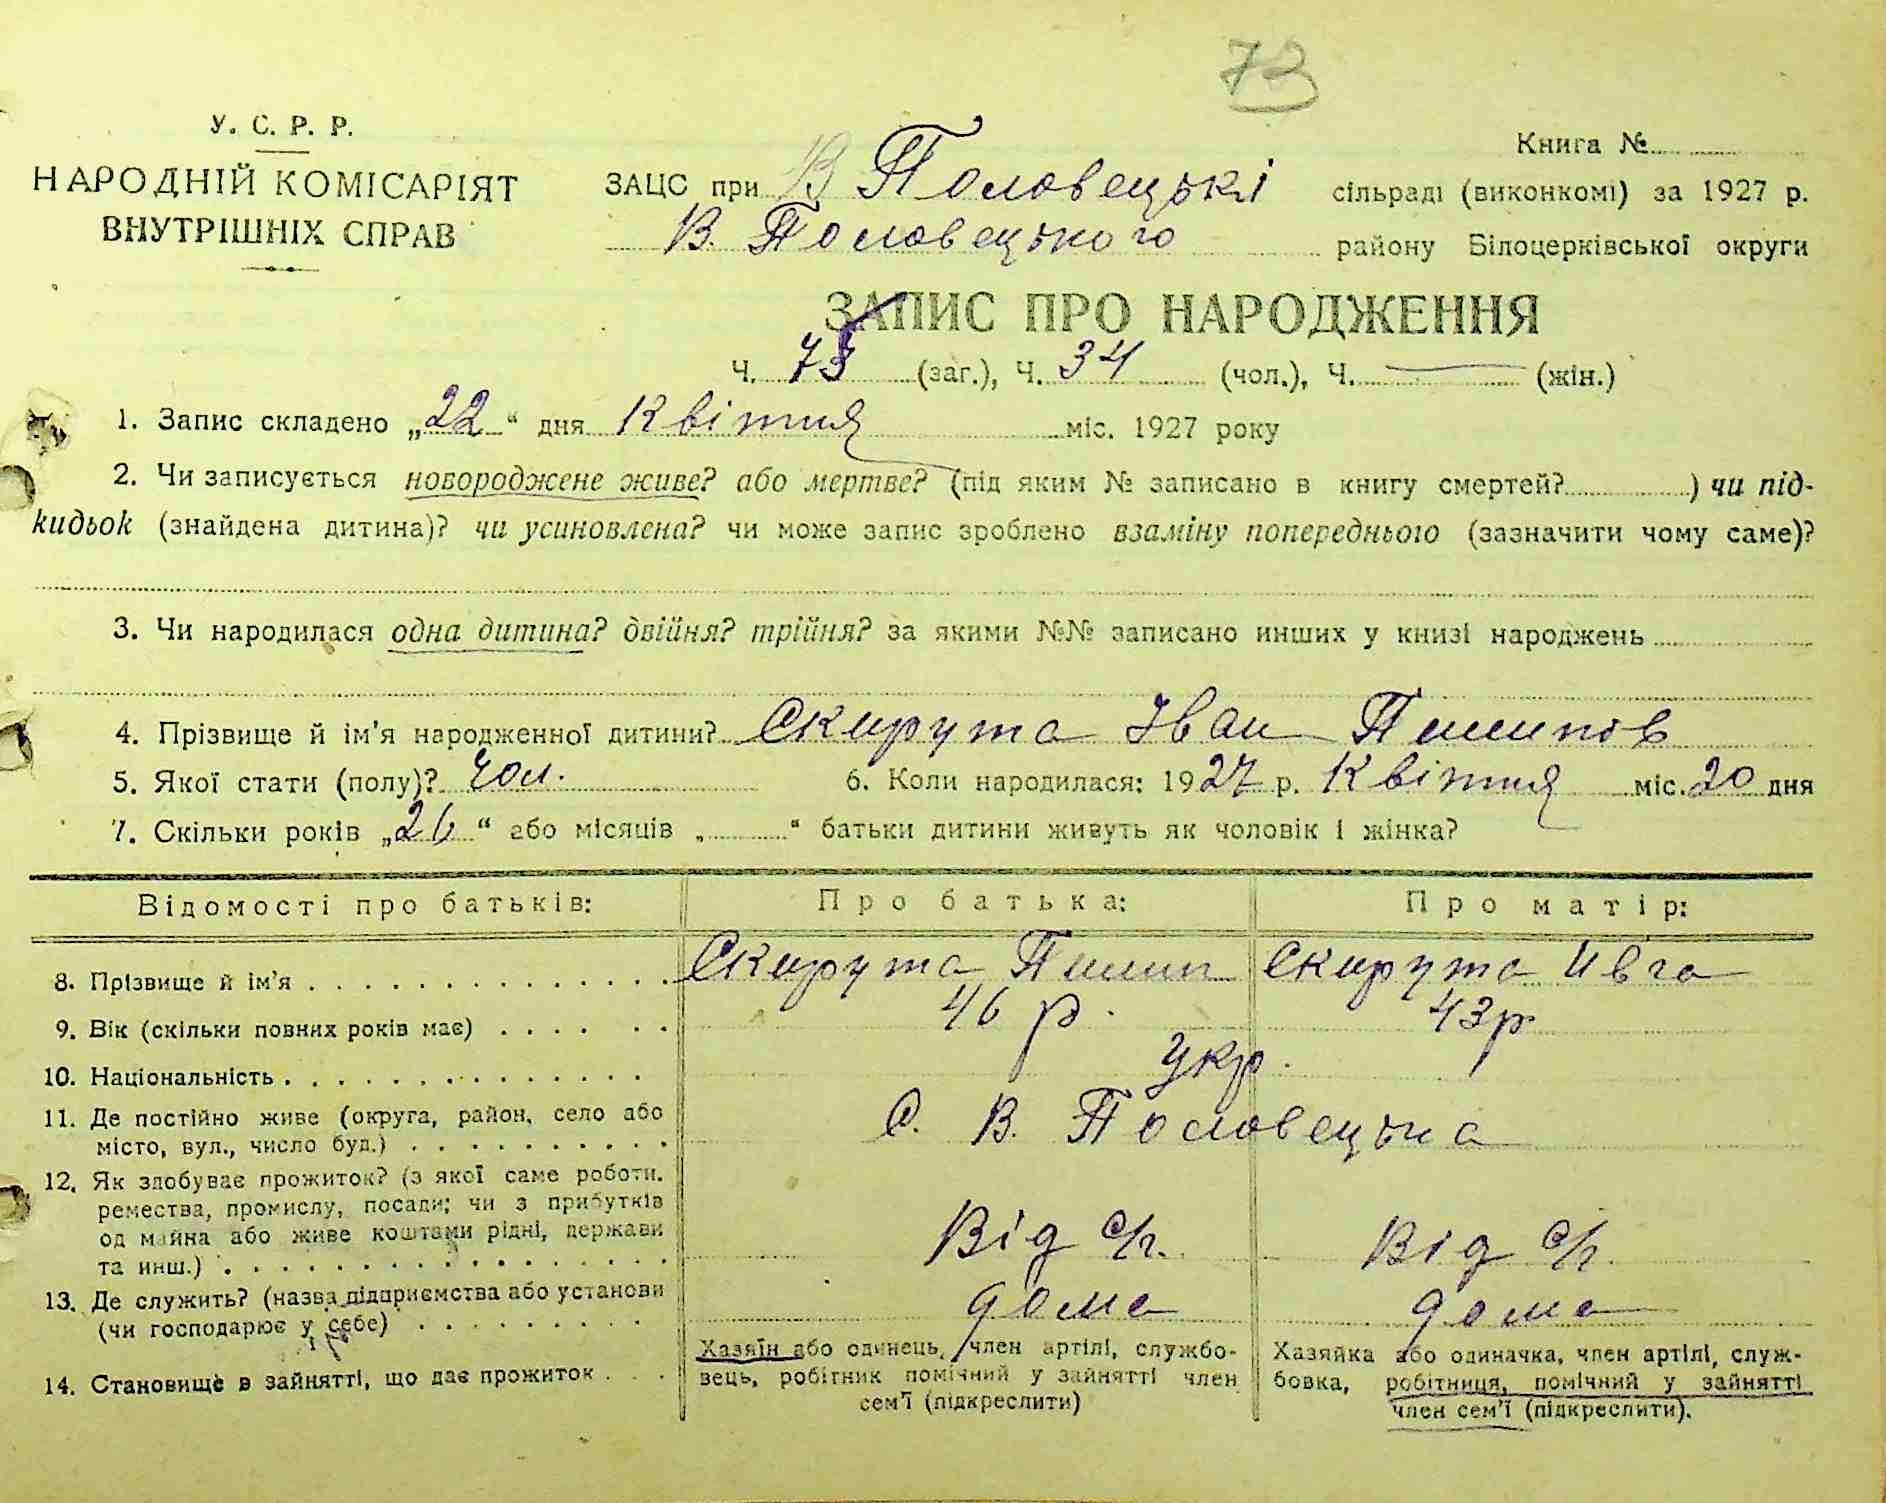 73
У. С. Р. Р.
НАРОДНІЙ КОМІСАРІЯТ
ВНУТРІШНІХ СПРАВ
Книга №
ЗАЦС при В Половецькі сільраді (виконкомі) за 1927 р.
В. Половецького району Білоцерківської округи
ЗАПИС ПРО НАРОДЖЕННЯ
Ч. 73 (заг.), Ч. 34 (чол.), Ч. — (жін.)
1. Запис складено „22“ дня Квітня міс. 1927 року
2. Чи записується новороджене живе? або мертве? (під яким № записано в книгу смертей? ) чи під-
кидьок (знайдена дитина)? чи усиновлена? чи може запис зроблено взаміну попереднього (зазначити чому саме)?
3. Чи народилася одна дитина? двійня? трійня? за якими №№ записано инших у книзі народжень
4. Прізвище й ім'я народженної дитини? Скирута Іван Пилипів
5. Якої стати (полу)? Чол. 6. Коли народилася: 1927 р. Квітня міс. 20 дня
7. Скільки років „26“ або місяців „ “ батьки дитини живуть як чоловік і жінка?
Відомості про батьків: Про батька: Про матір:
8. Прізвище й ім'я Скирута Пилип Скирута Ивга
9. Вік (скільки повних років має) 46 р. 43 р.
10. Національність укр.
11. Де постійно живе (округа, район, село або
місто, вул., число буд.) С. В. Половецька
12. Як здобуває прожиток? (з якої саме роботи,
ремества, промислу, посади; чи з прибутків
од майна або живе коштами рідні, держави
та инш.) Від с/г. Від с/г.
13. Де служить? (назва підприємства або установи
(чи господарює у себе) дома дома
14. Становище в зайнятті, що дає прожиток
Хазяїн або одинець, член артілі, службо-
вець, робітник помічний у зайнятті член
сем'ї (підкреслити)
Хазяйка або одиначка, член артілі, служ-
бовка, робітниця, помічний у зайнятті
член сем'ї (підкреслити).